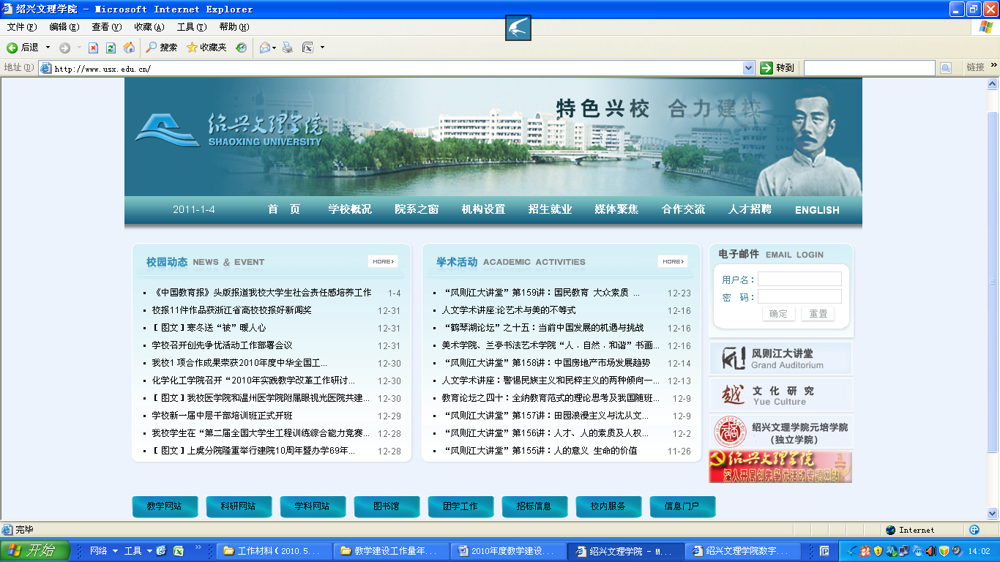 绍兴文理学院 - Microsoft Internet Explorer
文件(F) 编辑(E) 查看(V) 收藏(A) 工具(T) 帮助(H)
后退 搜索 收藏夹
地址(D) http://www.usx.edu.cn/ 转到 链接 »
特色兴校 合力建校
绍兴文理学院
SHAOXING UNIVERSITY
2011-1-4 首 页 学校概况 院系之窗 机构设置 招生就业 媒体聚焦 合作交流 人才招聘 ENGLISH
校园动态 NEWS & EVENT MORE
《中国教育报》头版报道我校大学生社会责任感培养工作 1-4
校报11件作品获浙江省高校校报好新闻奖 12-31
[图文]寒冬送“被”暖人心 12-31
学校召开创先争优活动工作部署会议 12-31
我校1项合作成果荣获2010年度中华全国工... 12-30
化学化工学院召开“2010年实践教学改革工作研讨... 12-30
[图文]我校医学院和温州医学院附属眼视光医院共建... 12-30
学校新一届中层干部培训班正式开班 12-29
我校学生在“第二届全国大学生工程训练综合能力竞赛... 12-28
[图文]上虞分院隆重举行建院10周年暨办学69年... 12-28
学术活动 ACADEMIC ACTIVITIES MORE
“风则江大讲堂”第159讲：国民教育 大众素质 ... 12-23
人文学术讲座:论艺术与美的不等式 12-16
“鹤琴湖论坛”之十五：当前中国发展的机遇与挑战 12-16
美术学院、兰亭书法艺术学院“人．自然．和谐”书画... 12-16
“风则江大讲堂”第158讲：中国房地产市场发展趋势 12-14
人文学术讲座：警惕民族主义和民粹主义的两种倾向一... 12-13
教育论坛之四十：全纳教育范式的理论思考及我国随班... 12-9
“风则江大讲堂”第157讲：田园浪漫主义与沈从文... 12-9
“风则江大讲堂”第156讲：人才、人的素质及人权... 12-2
“风则江大讲堂”第155讲：人的意义 生命的价值 11-26
电子邮件 EMAIL LOGIN
用户名：
密 码：
确定 重置
风则江大讲堂
Grand Auditorium
越 文 化 研 究
Yue Culture
绍兴文理学院元培学院
（独立学院）
绍兴文理学院
深入开展创先争优活动专题网站
教学网站 科研网站 学科网站 图书馆 团学工作 招标信息 校内服务 信息门户
完毕 Internet
开始 网络 工具 » 工作材料(2010.5.... 教学建设工作量年... 2010年度教学建设... 绍兴文理学院 - M... 绍兴文理学院数字... 14:02